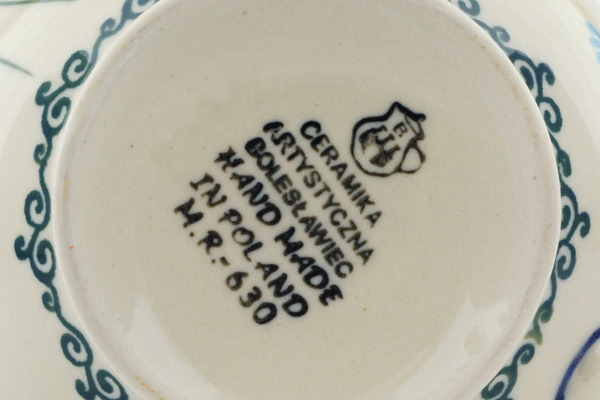 B
CERAMIKA
ARTYSTYCZNA
BOLESŁAWIEC
HAND MADE
IN POLAND
M.R.-630